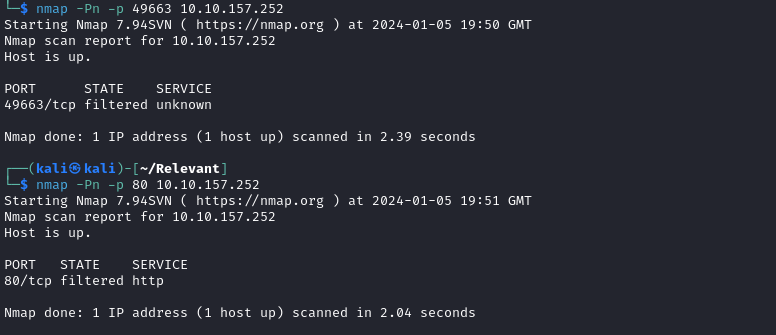 └─$ nmap -Pn -p 49663 10.10.157.252
Starting Nmap 7.94SVN ( https://nmap.org ) at 2024-01-05 19:50 GMT
Nmap scan report for 10.10.157.252
Host is up.
PORT      STATE    SERVICE
49663/tcp filtered unknown
Nmap done: 1 IP address (1 host up) scanned in 2.39 seconds
┌──(kali㉿kali)-[~/Relevant]
└─$ nmap -Pn -p 80 10.10.157.252
Starting Nmap 7.94SVN ( https://nmap.org ) at 2024-01-05 19:51 GMT
Nmap scan report for 10.10.157.252
Host is up.
PORT   STATE    SERVICE
80/tcp filtered http
Nmap done: 1 IP address (1 host up) scanned in 2.04 seconds